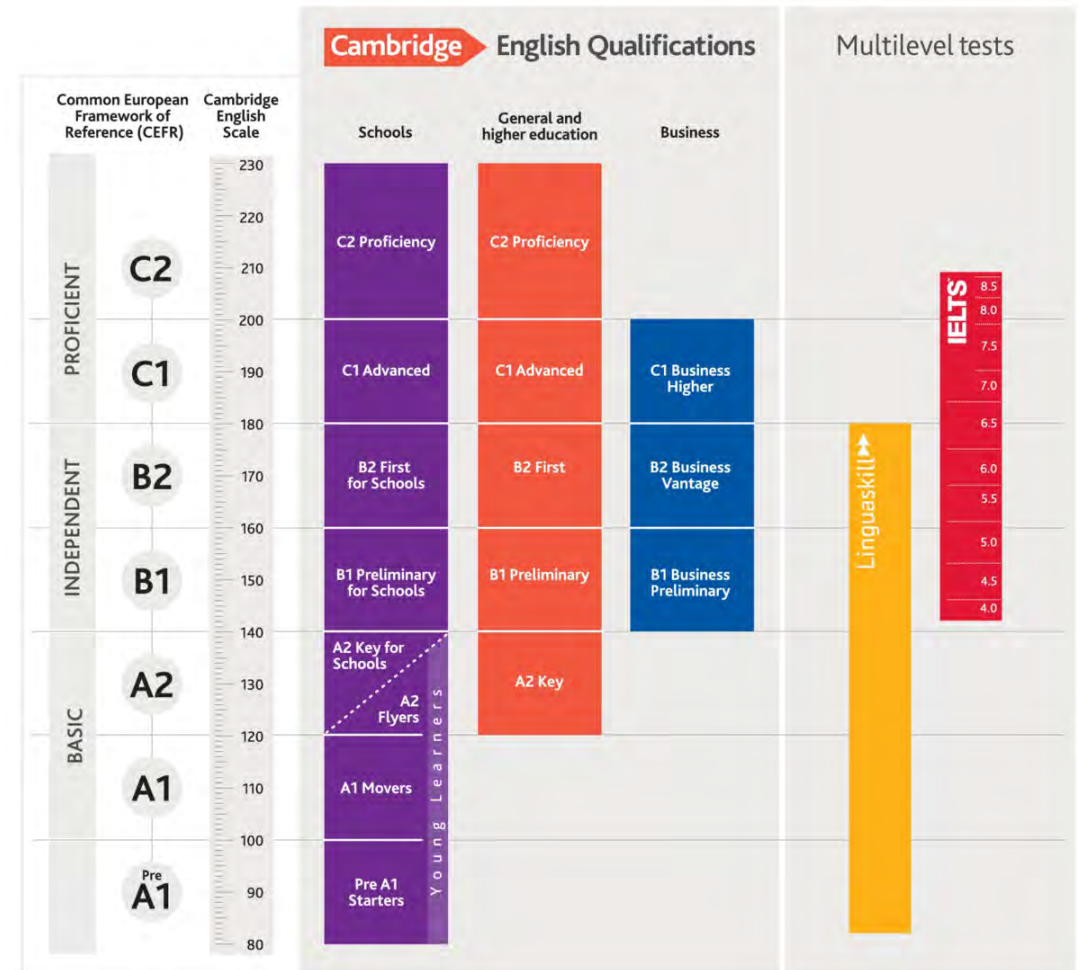 Cambridge English Qualifications
Multilevel tests
Common European
Framework of
Reference (CEFR)
Cambridge
English
Scale
Schools
General and
higher education
Business
PROFICIENT
INDEPENDENT
BASIC
C2
C1
B2
B1
A2
A1
Pre
A1
230
220
210
200
190
180
170
160
150
140
130
120
110
100
90
80
C2 Proficiency
C1 Advanced
B2 First
for Schools
B1 Preliminary
for Schools
A2 Key for
Schools
A2
Flyers
A1 Movers
Pre A1
Starters
Young Learners
C2 Proficiency
C1 Advanced
B2 First
B1 Preliminary
A2 Key
C1 Business
Higher
B2 Business
Vantage
B1 Business
Preliminary
Linguaskill
IELTS
8.5
8.0
7.5
7.0
6.5
6.0
5.5
5.0
4.5
4.0